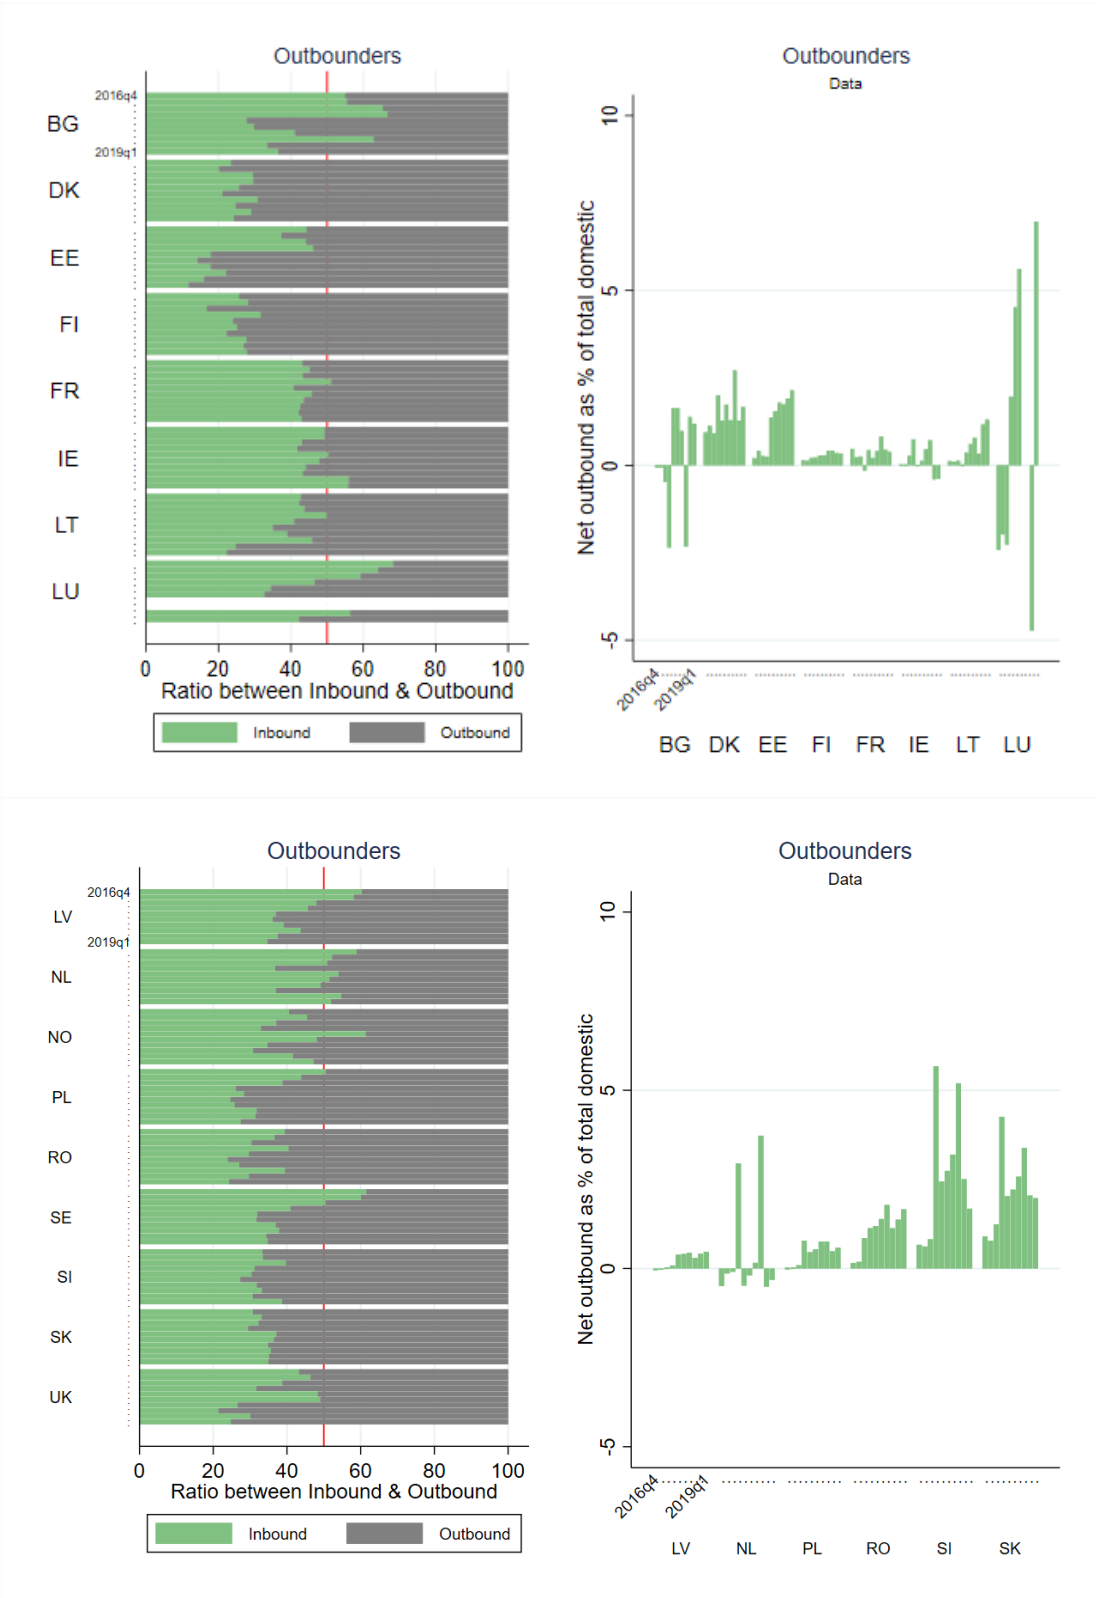 Outbounders
2016q4
BG
2019q1
DK
EE
FI
FR
IE
LT
LU
0 20 40 60 80 100
Ratio between Inbound & Outbound
Inbound Outbound
Outbounders
Data
Net outbound as % of total domestic
10
5
0
-5
2016q4 2019q1
BG DK EE FI FR IE LT LU
Outbounders
2016q4
LV
2019q1
NL
NO
PL
RO
SE
SI
SK
UK
0 20 40 60 80 100
Ratio between Inbound & Outbound
Inbound Outbound
Outbounders
Data
Net outbound as % of total domestic
10
5
0
-5
2016q4 2019q1
LV NL PL RO SI SK